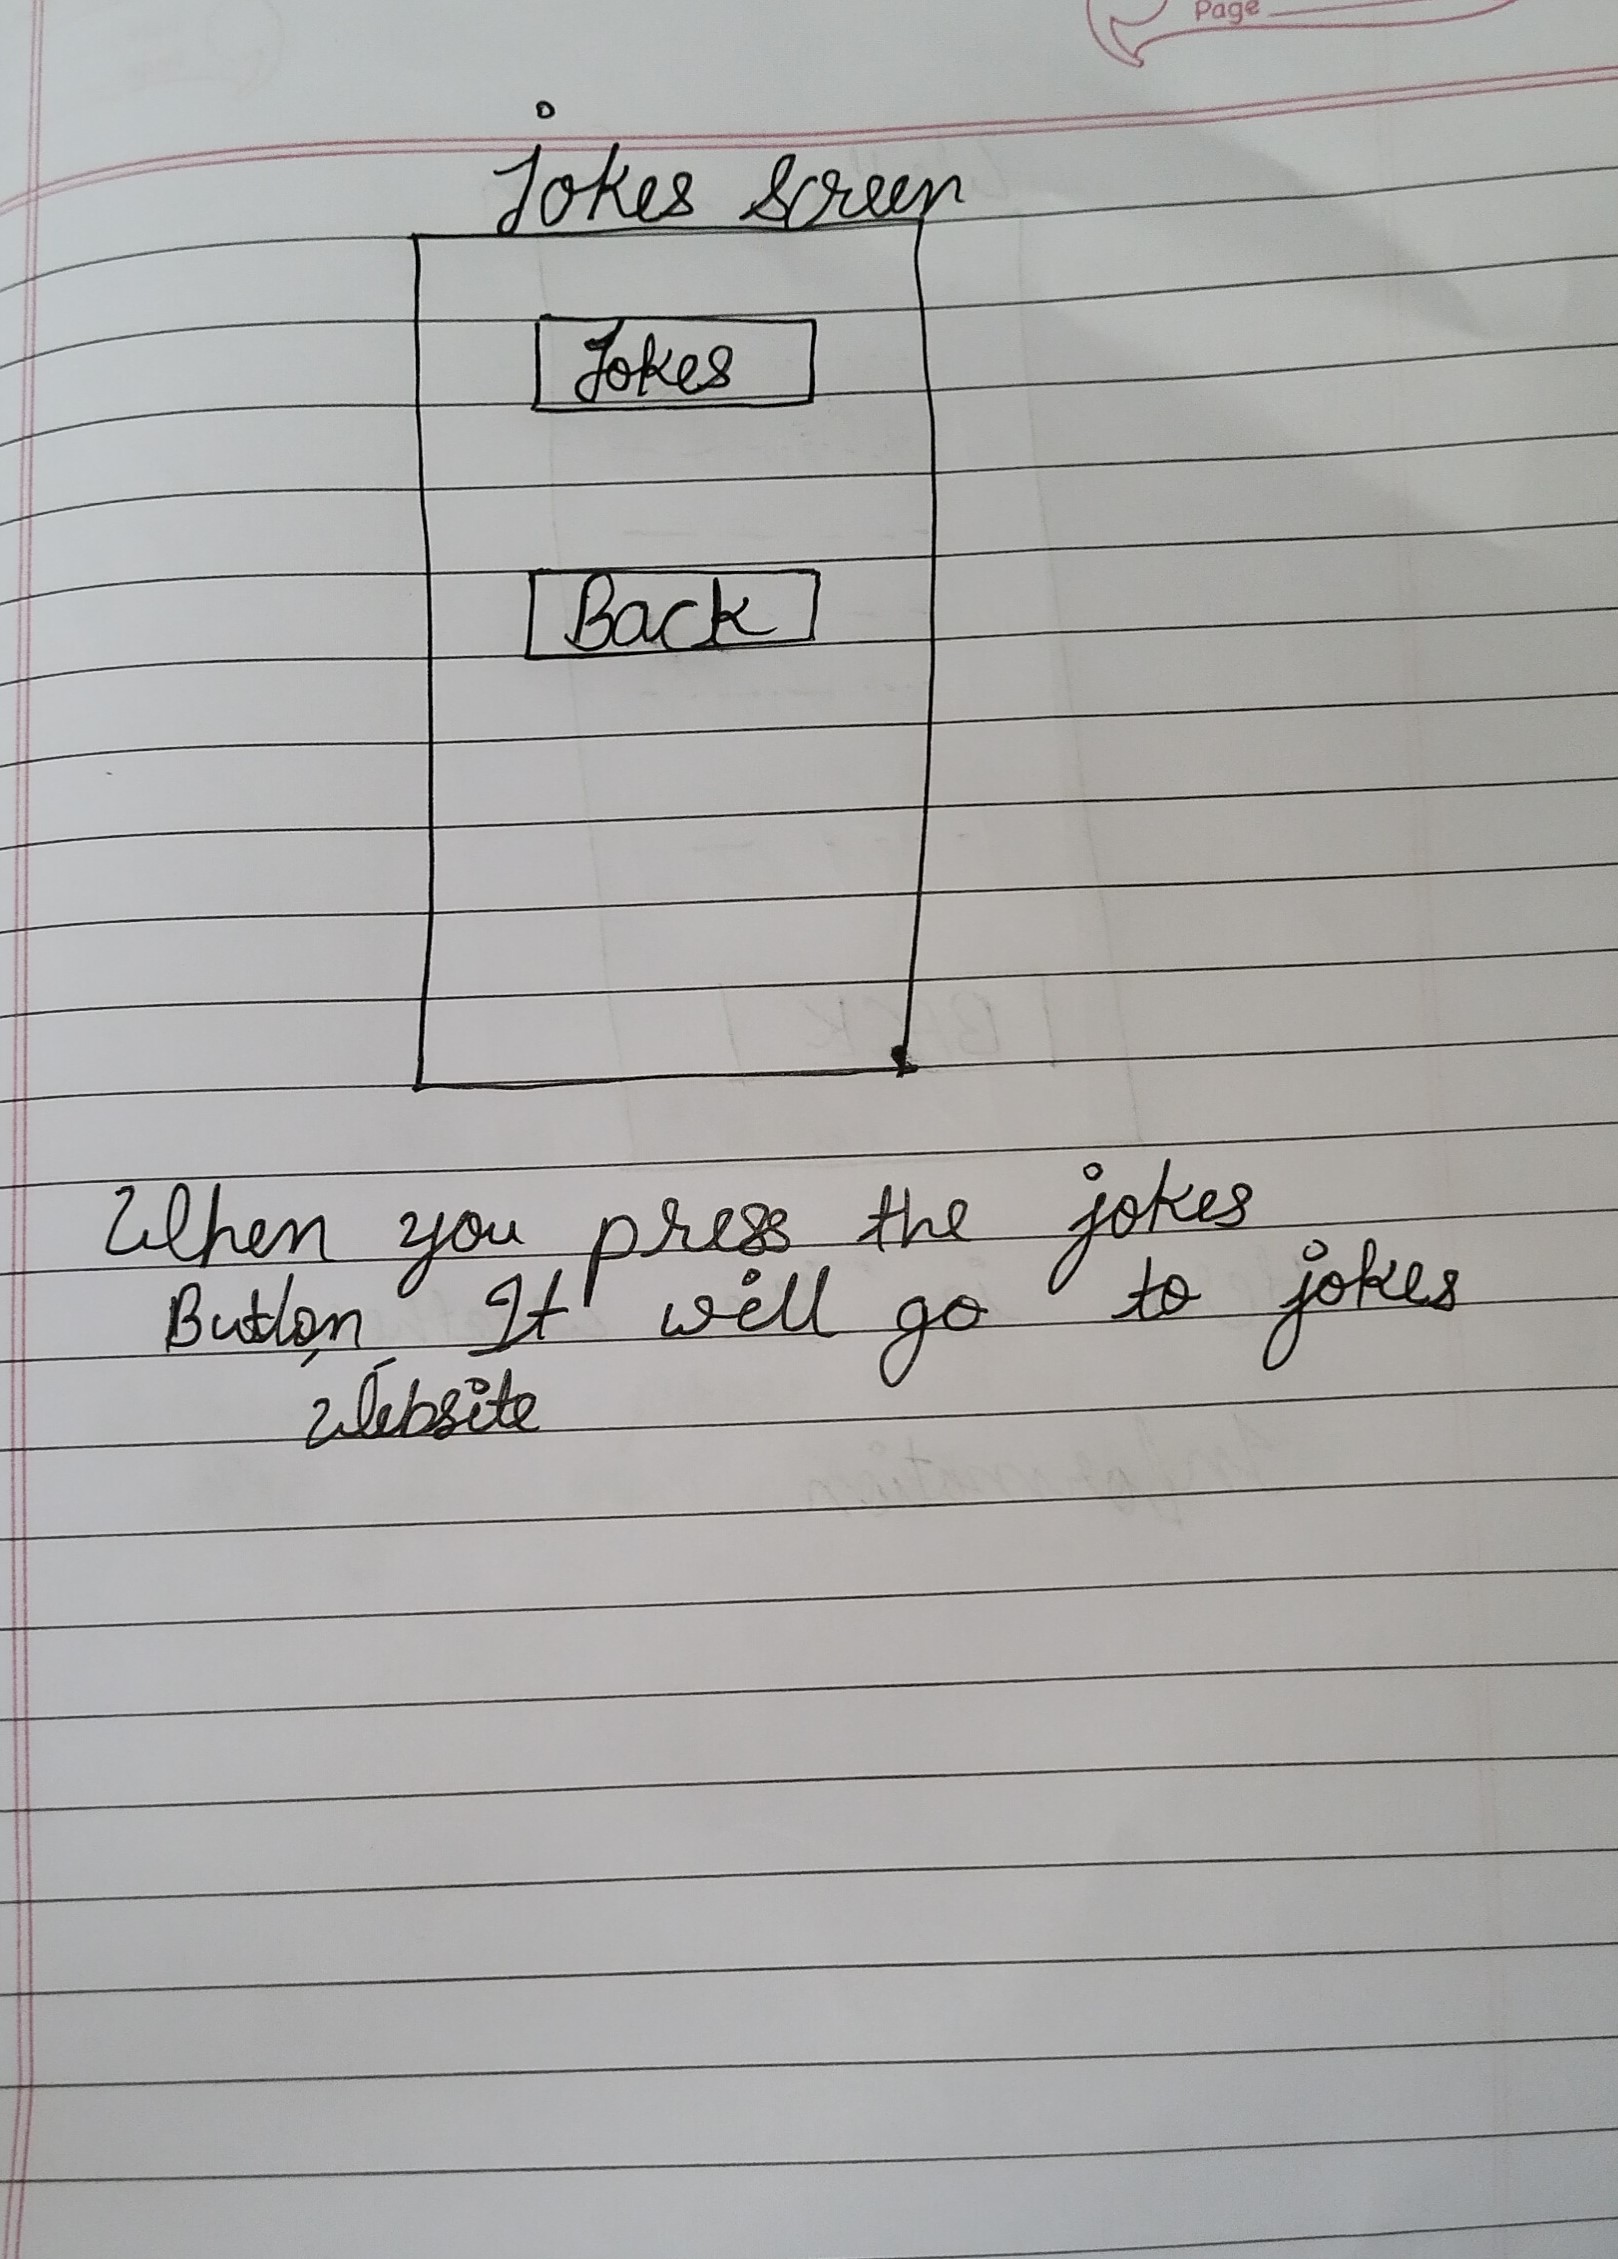 Page
Jokes Screen
Jokes
Back
When you press the jokes
Button, It will go to jokes
Website